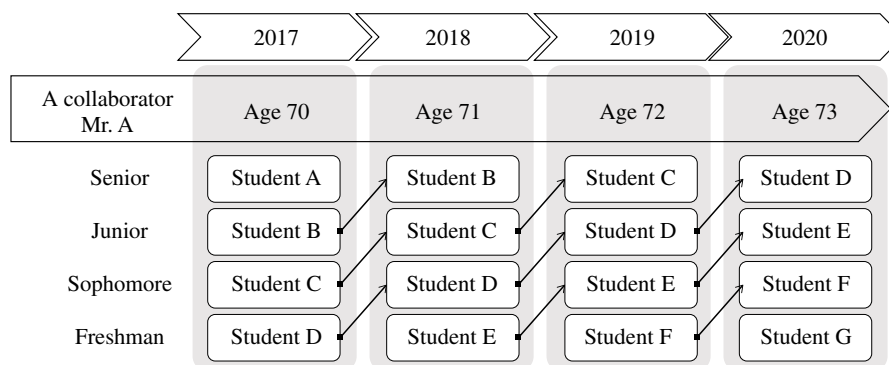 2017 2018 2019 2020
A collaborator
Mr. A
Age 70 Age 71 Age 72 Age 73
Senior Student A Student B Student C Student D
Junior Student B Student C Student D Student E
Sophomore Student C Student D Student E Student F
Freshman Student D Student E Student F Student G